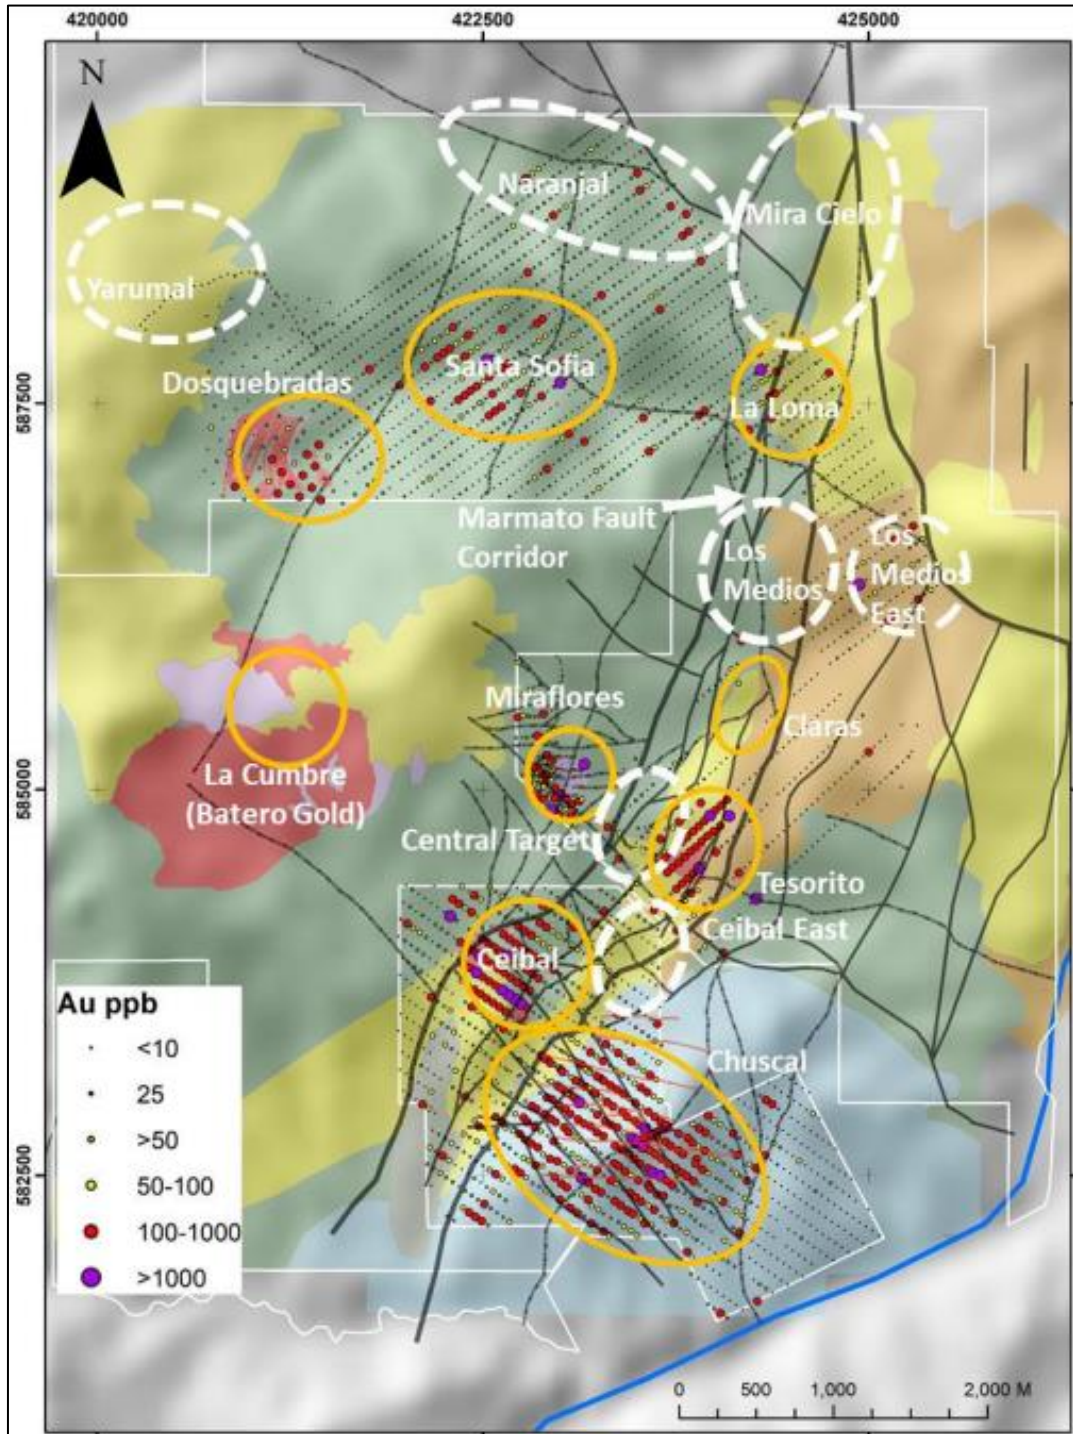 420000
422500
425000
N
Naranjal
Mira Cielo
Yarumal
Dosquebradas
Santa Sofia
La Loma
587500
587500
Marmato Fault
Corridor
Los
Medios
Los
Medios
East
Miraflores
Claras
La Cumbre
(Batero Gold)
585000
Central Target
Tesorito
Ceibal East
Ceibal
Chuscal
Au ppb
<10
25
>50
50-100
100-1000
>1000
582500
0 500 1,000 2,000 M